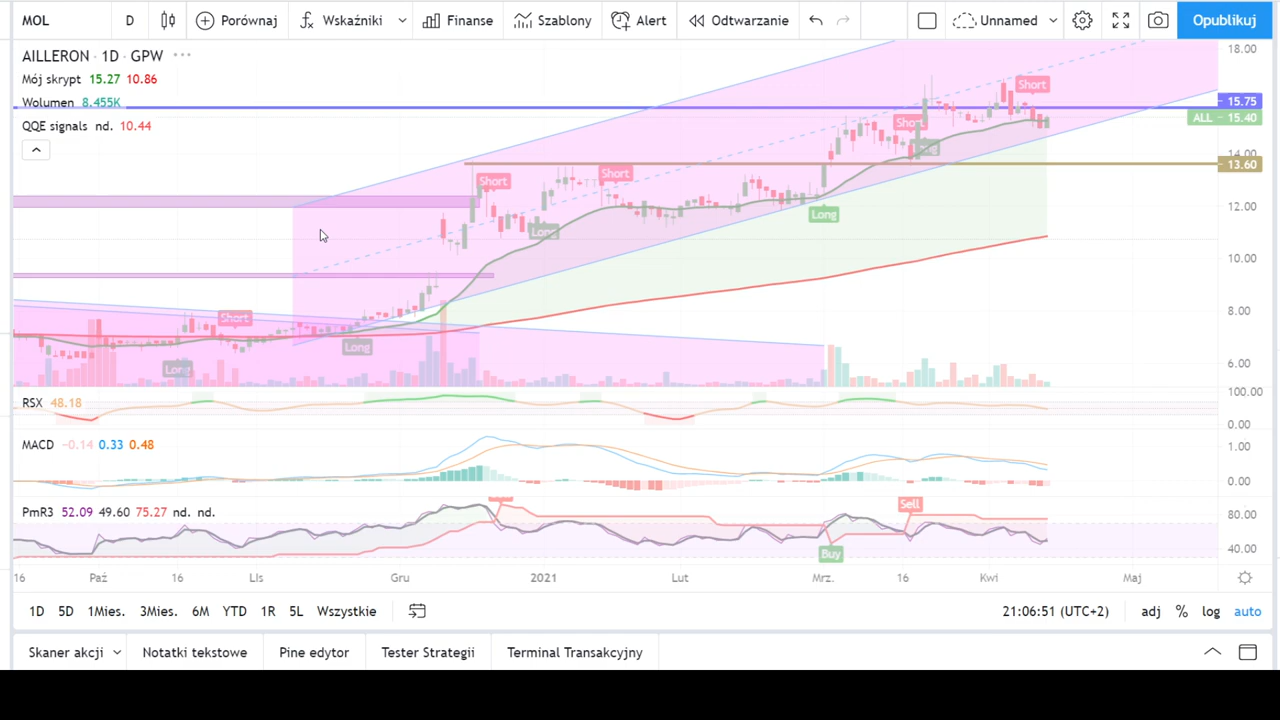 MOL D Porównaj Wskaźniki Finanse Szablony Alert Odtwarzanie Unnamed Opublikuj
AILLERON · 1D · GPW
Mój skrypt 15.27 10.86
Wolumen 8.455K
QQE signals nd. 10.44
18.00
15.75
ALL 15.40
14.00
13.60
12.00
10.00
8.00
6.00
Short
Short
Short
Short
Short
Long
Long
Long
Long
Long
RSX 48.18
100.00
0.00
MACD −0.14 0.33 0.48
1.00
0.00
PmR3 52.09 49.60 75.27 nd. nd.
Sell
Buy
80.00
40.00
16 Paź 16 Lis Gru 2021 Lut Mrz. 16 Kwi Maj
1D 5D 1Mies. 3Mies. 6M YTD 1R 5L Wszystkie 21:06:51 (UTC+2) adj % log auto
Skaner akcji Notatki tekstowe Pine edytor Tester Strategii Terminal Transakcyjny